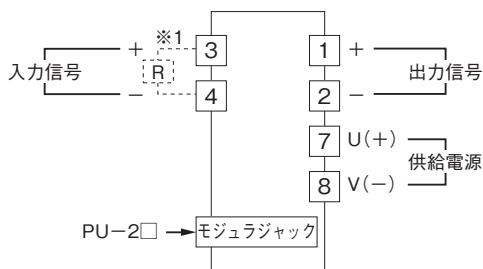 ※1
+ 3 1 +
入力信号 R 出力信号
− 4 2 −
7 U(+)
供給電源
8 V(−)
PU−2□ モジュラジャック